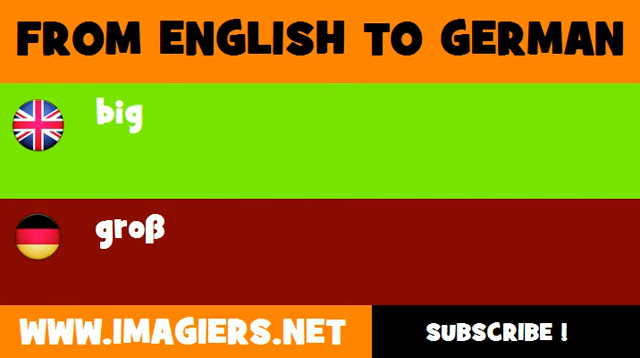 FROM ENGLISH TO GERMAN
big
groß
WWW.IMAGIERS.NET
SUBSCRIBE !